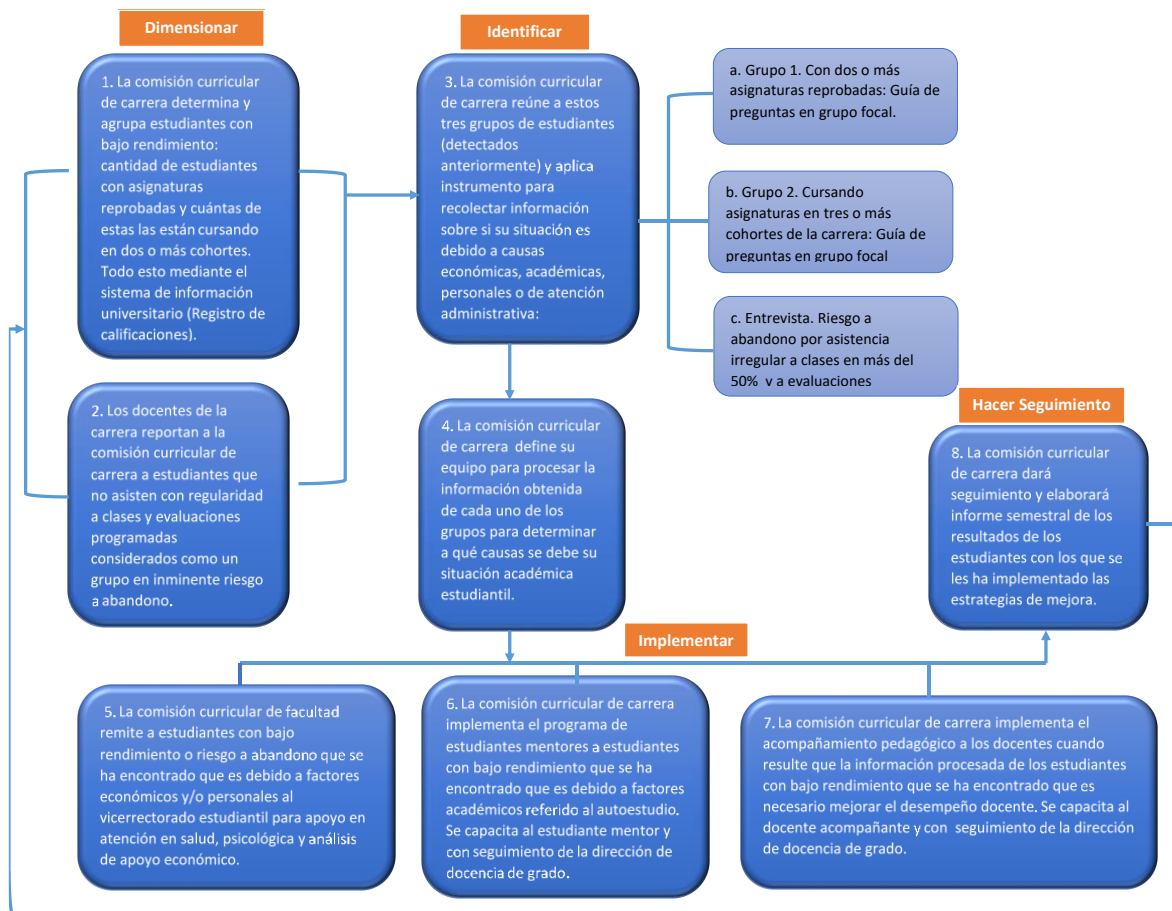 Dimensionar
1. La comisión curricular
de carrera determina y
agrupa estudiantes con
bajo rendimiento:
cantidad de estudiantes
con asignaturas
reprobadas y cuántas de
estas las están cursando
en dos o más cohortes.
Todo esto mediante el
sistema de información
universitario (Registro de
calificaciones).
2. Los docentes de la
carrera reportan a la
comisión curricular de
carrera a estudiantes que
no asisten con regularidad
a clases y evaluaciones
programadas
considerados como un
grupo en inminente riesgo
a abandono.
Identificar
3. La comisión curricular
de carrera reúne a estos
tres grupos de estudiantes
(detectados
anteriormente) y aplica
instrumento para
recolectar información
sobre si su situación es
debido a causas
económicas, académicas,
personales o de atención
administrativa:
a. Grupo 1. Con dos o más
asignaturas reprobadas: Guía de
preguntas en grupo focal.
b. Grupo 2. Cursando
asignaturas en tres o más
cohortes de la carrera: Guía de
preguntas en grupo focal
c. Entrevista. Riesgo a
abandono por asistencia
irregular a clases en más del
50% y a evaluaciones
4. La comisión curricular
de carrera define su
equipo para procesar la
información obtenida
de cada uno de los
grupos para determinar
a qué causas se debe su
situación académica
estudiantil.
Implementar
5. La comisión curricular de facultad
remite a estudiantes con bajo
rendimiento o riesgo a abandono que se
ha encontrado que es debido a factores
económicos y/o personales al
vicerrectorado estudiantil para apoyo en
atención en salud, psicológica y análisis
de apoyo económico.
6. La comisión curricular de carrera
implementa el programa de
estudiantes mentores a estudiantes
con bajo rendimiento que se ha
encontrado que es debido a factores
académicos referido al autoestudio.
Se capacita al estudiante mentor y
con seguimiento de la dirección de
docencia de grado.
7. La comisión curricular de carrera implementa el
acompañamiento pedagógico a los docentes cuando
resulte que la información procesada de los estudiantes
con bajo rendimiento que se ha encontrado que es
necesario mejorar el desempeño docente. Se capacita al
docente acompañante y con seguimiento de la dirección
de docencia de grado.
Hacer Seguimiento
8. La comisión curricular
de carrera dará
seguimiento y elaborará
informe semestral de los
resultados de los
estudiantes con los que se
les ha implementado las
estrategias de mejora.